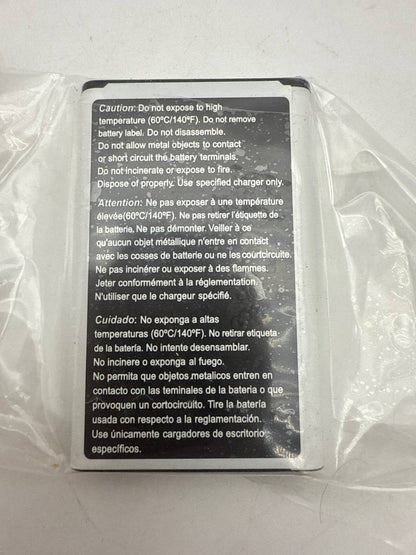 Caution: Do not expose to high
temperature (60ºC/140ºF). Do not remove
battery label. Do not disassemble.
Do not allow metal objects to contact
or short circuit the battery terminals.
Do not incinerate or expose to fire.
Dispose of properly. Use specified charger only.
Attention: Ne pas exposer à une température
élevée(60ºC/140ºF). Ne pas retirer l'étiquette de
la batterie. Ne pas démonter. Veiller à ce
qu'aucun objet métallique n'entre en contact
avec les cosses de batterie ou ne les courtcircuite.
Ne pas incinérer ou exposer à des flammes.
Jeter conformément à la réglementation.
N'utiliser que le chargeur spécifié.
Cuidado: No exponga a altas
temperaturas (60ºC/140ºF). No retirar etiqueta
de la batería. No intente desensamblar.
No incinere o exponga al fuego.
No permita que objetos metalicos entren en
contacto con las teminales de la bateria o que
provoquen un cortocircuito. Tire la batería
usada con respecto a la reglamentación.
Use únicamente cargadores de escritorio
específicos.